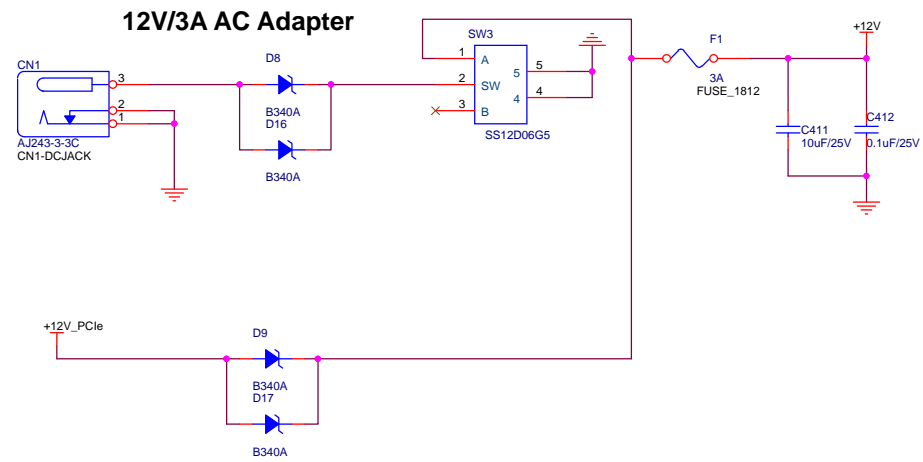 12V/3A AC Adapter
CN1
3
2
1
AJ243-3-3C
CN1-DCJACK
D8
B340A
D16
B340A
SW3
1
A
2
SW
3
B
5
5
4
4
SS12D06G5
F1
3A
FUSE_1812
+12V
C411
10uF/25V
C412
0.1uF/25V
+12V_PCIe
D9
B340A
D17
B340A